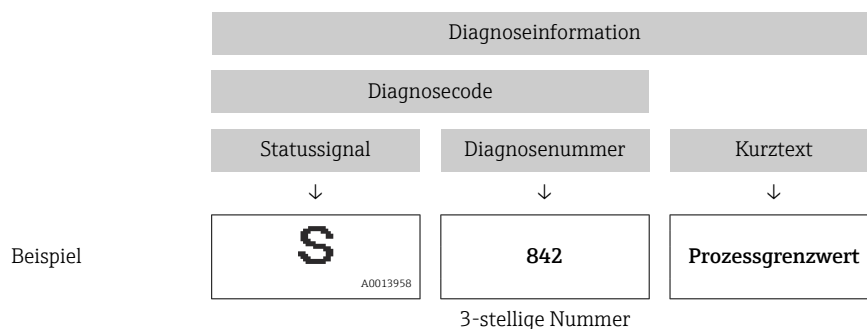 Diagnoseinformation
Diagnosecode
Statussignal Diagnosenummer Kurztext
↓ ↓ ↓
Beispiel S 842 Prozessgrenzwert
A0013958
3-stellige Nummer